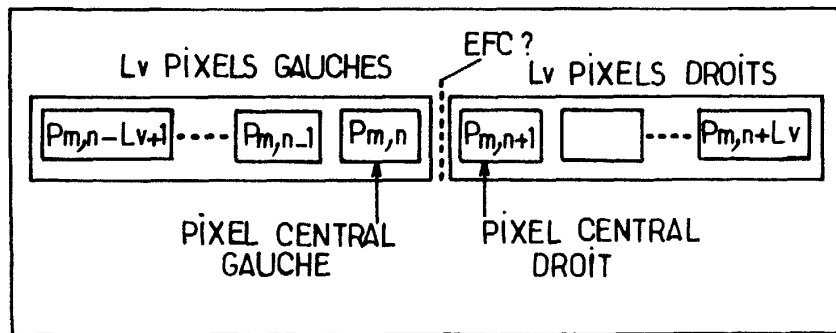 EFC ?
Lv PIXELS GAUCHES
Lv PIXELS DROITS
Pm,n-Lv+1 Pm,n-1 Pm,n Pm,n+1 Pm,n+Lv
PIXEL CENTRAL GAUCHE
PIXEL CENTRAL DROIT